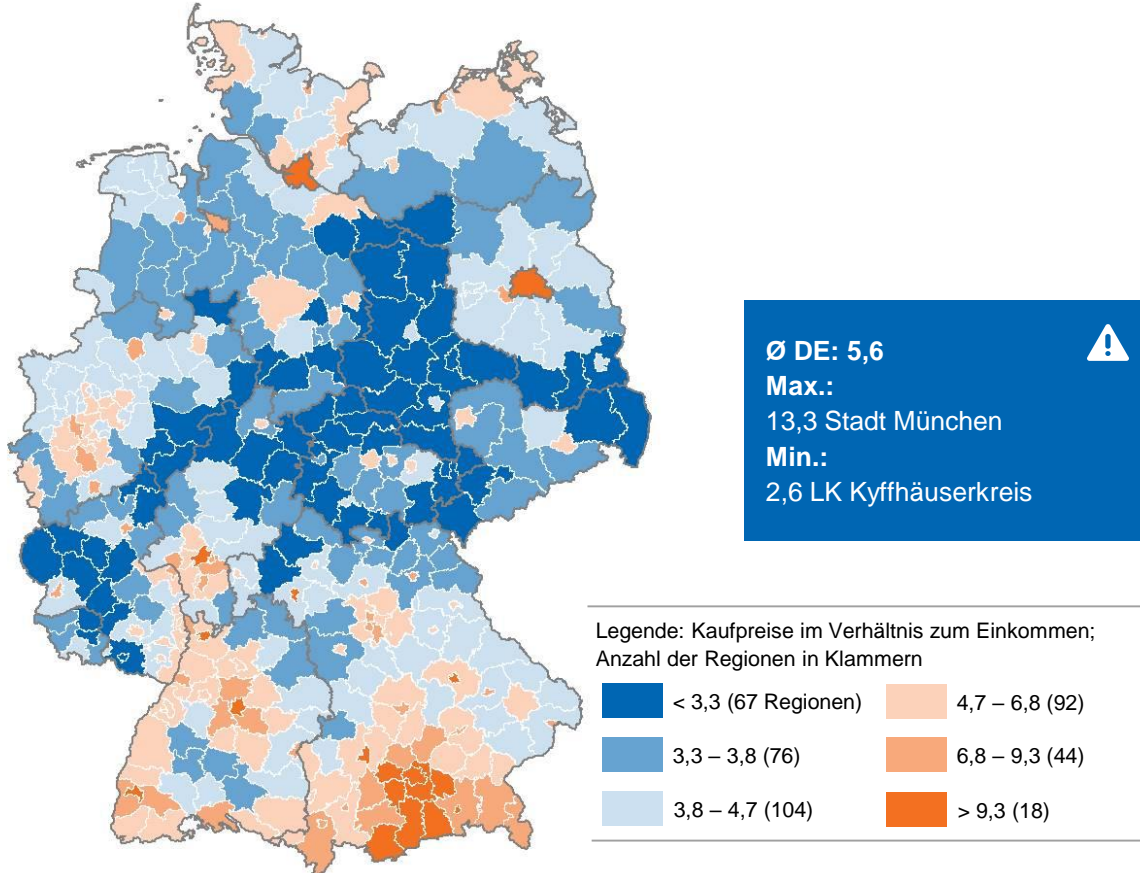 Ø DE: 5,6
Max.:
13,3 Stadt München
Min.:
2,6 LK Kyffhäuserkreis
Legende: Kaufpreise im Verhältnis zum Einkommen;
Anzahl der Regionen in Klammern
< 3,3 (67 Regionen)
4,7 – 6,8 (92)
3,3 – 3,8 (76)
6,8 – 9,3 (44)
3,8 – 4,7 (104)
> 9,3 (18)